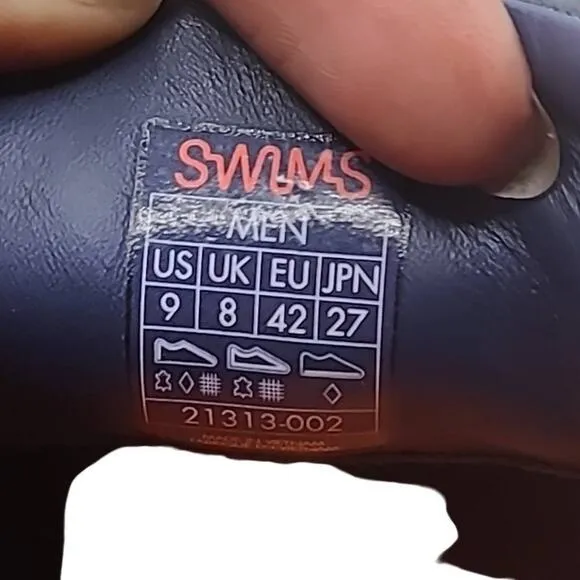 SWIMS
MEN
US UK EU JPN
9 8 42 27
21313-002